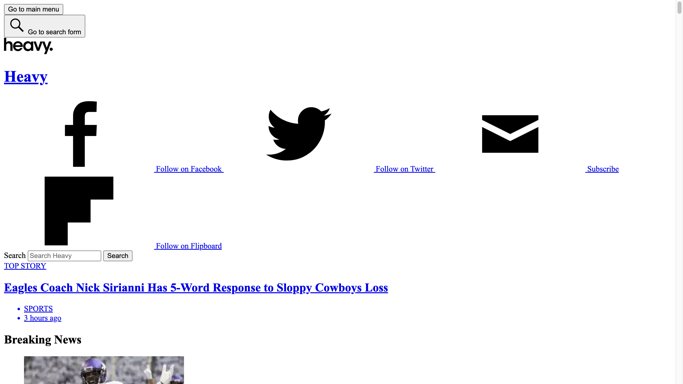 Go to main menu
Go to search form
heavy.
Heavy
Follow on Facebook Follow on Twitter Subscribe
Follow on Flipboard
Search Search Heavy Search
TOP STORY
Eagles Coach Nick Sirianni Has 5-Word Response to Sloppy Cowboys Loss
SPORTS
3 hours ago
Breaking News